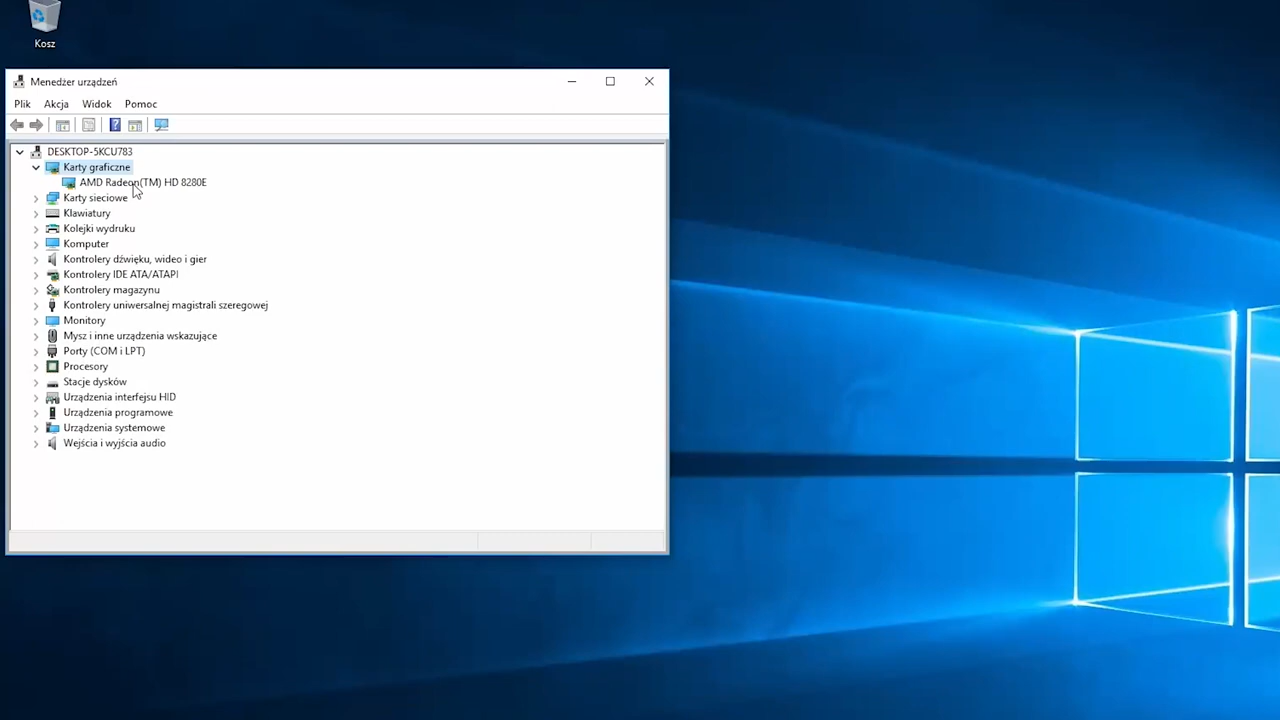 Kosz
Menedżer urządzeń
Plik Akcja Widok Pomoc
DESKTOP-5KCU783
Karty graficzne
AMD Radeon(TM) HD 8280E
Karty sieciowe
Klawiatury
Kolejki wydruku
Komputer
Kontrolery dźwięku, wideo i gier
Kontrolery IDE ATA/ATAPI
Kontrolery magazynu
Kontrolery uniwersalnej magistrali szeregowej
Monitory
Mysz i inne urządzenia wskazujące
Porty (COM i LPT)
Procesory
Stacje dysków
Urządzenia interfejsu HID
Urządzenia programowe
Urządzenia systemowe
Wejścia i wyjścia audio